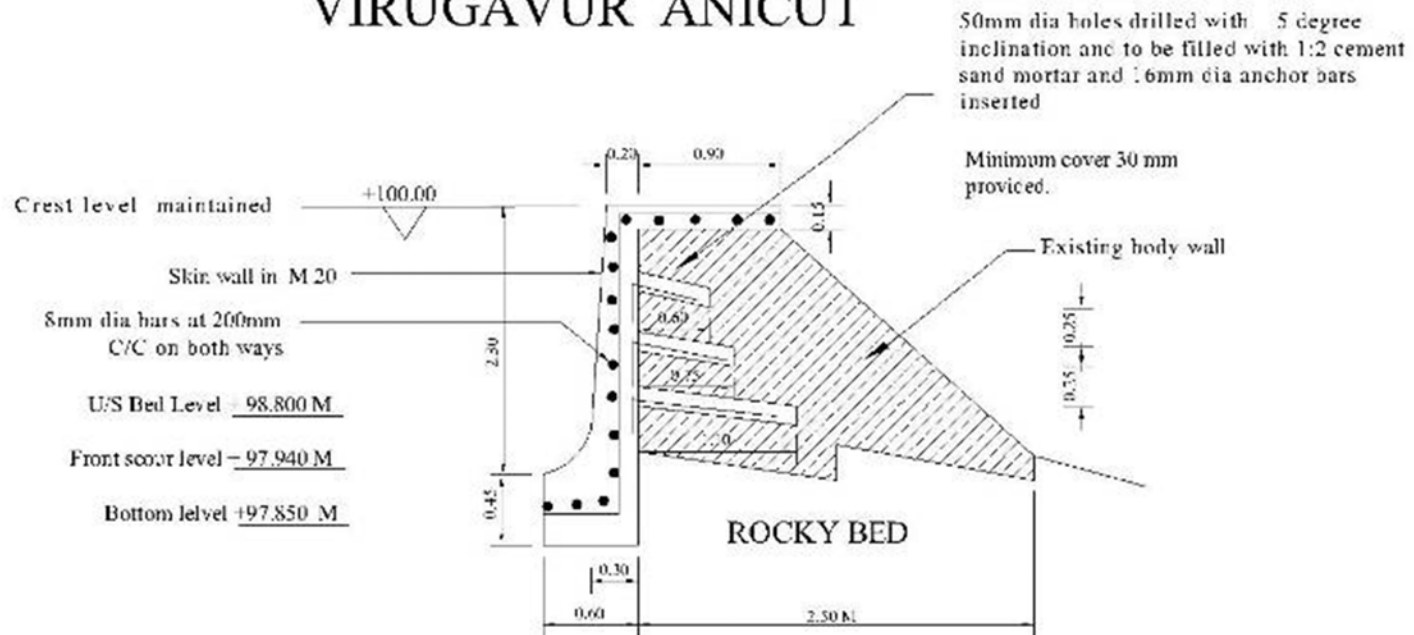 VIRUGAVUR ANICUT
50mm dia holes drilled with 5 degree
inclination and to be filled with 1:2 cement
sand mortar and 16mm dia anchor bars
inserted
Minimum cover 30 mm
provided.
0.20
0.90
Crest level maintained
+100.00
0.15
Existing body wall
Skin wall in M 20
8mm dia bars at 200mm
C/C on both ways
0.60
0.25
2.30
0.75
0.35
U/S Bed Level 98.800 M
Front scour level 97.940 M
Bottom lelvel +97.850 M
0.45
ROCKY BED
0.30
0.60
2.50 M